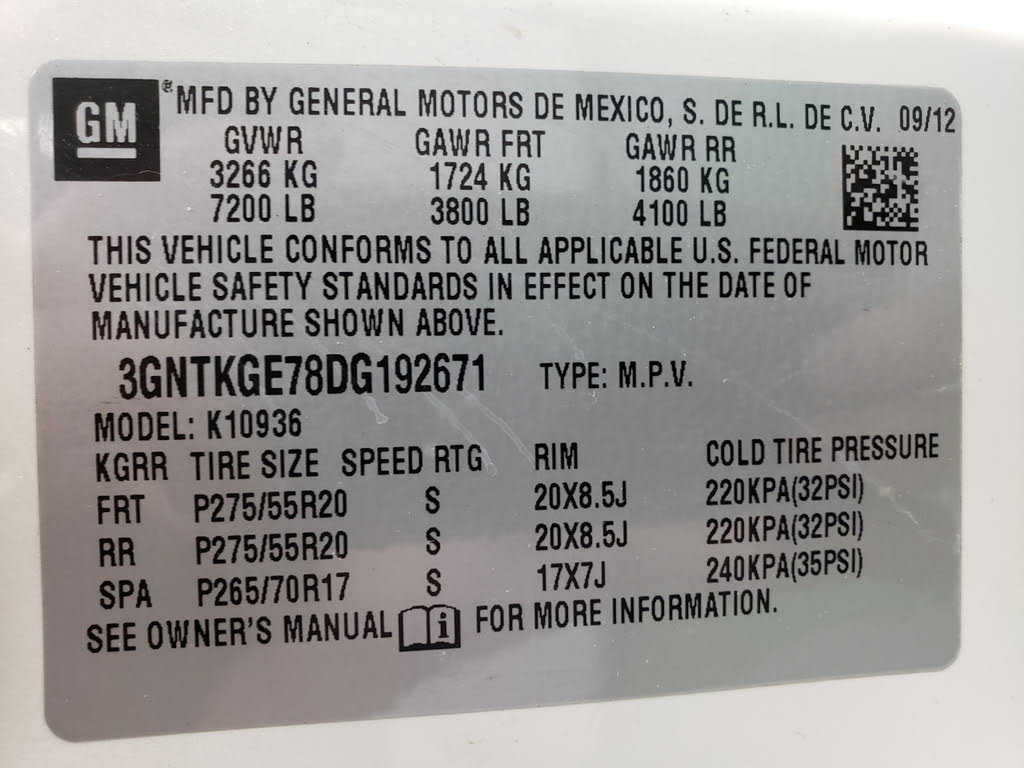 GM ® MFD BY GENERAL MOTORS DE MEXICO, S. DE R.L. DE C.V. 09/12
GVWR GAWR FRT GAWR RR
3266 KG 1724 KG 1860 KG
7200 LB 3800 LB 4100 LB
THIS VEHICLE CONFORMS TO ALL APPLICABLE U.S. FEDERAL MOTOR
VEHICLE SAFETY STANDARDS IN EFFECT ON THE DATE OF
MANUFACTURE SHOWN ABOVE.
3GNTKGE78DG192671 TYPE: M.P.V.
MODEL: K10936
KGRR TIRE SIZE SPEED RTG RIM COLD TIRE PRESSURE
FRT P275/55R20 S 20X8.5J 220KPA(32PSI)
RR P275/55R20 S 20X8.5J 220KPA(32PSI)
SPA P265/70R17 S 17X7J 240KPA(35PSI)
SEE OWNER'S MANUAL i FOR MORE INFORMATION.